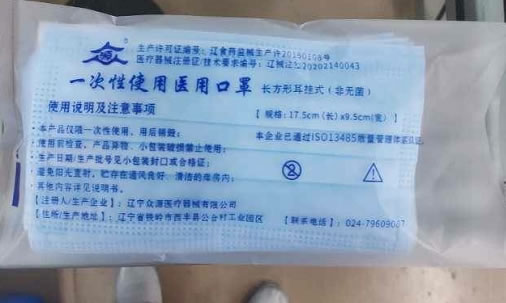 生产许可证编号：辽食药监械生产许20190105号
医疗器械注册证/技术要求编号：辽械注准20202140043
一次性使用医用口罩 长方形耳挂式（非无菌）
使用说明及注意事项 【规格：17.5cm（长）x9.5cm（宽）】
·本产品仅限一次性使用，用后销毁； 本企业已通过ISO13485质量管理体系认证
·使用前检查，产品异物、小包装破损禁止使用；
·生产日期/生产批号见小包装封口或合格证；
·避免阳光直射，贮存在通风良好、清洁的库房内；
·其他内容详见说明书。
【注册人/生产企业】：辽宁众源医疗器械有限公司
【住所/生产地址】：辽宁省铁岭市西丰县公合村工业园区 【联系电话】：024-79609087